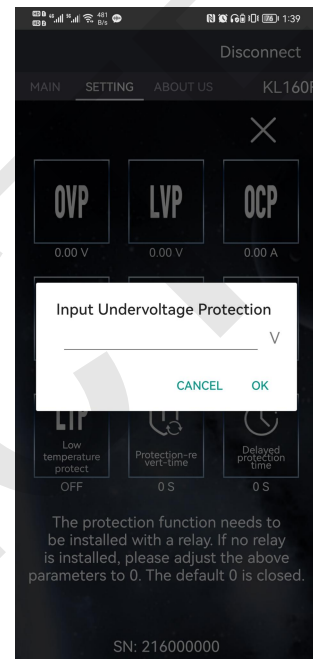 481
B/s
1:39
Disconnect
MAIN SETTING ABOUT US KL160F
OVP LVP OCP
0.00 V 0.00 V 0.00 A
Input Undervoltage Protection
V
CANCEL OK
LTP
Low
temperature
protect
Protection-re
vert-time
Delayed
protection
time
OFF 0 S 0 S
The protection function needs to
be installed with a relay. If no relay
is installed, please adjust the above
parameters to 0. The default 0 is closed.
SN: 216000000